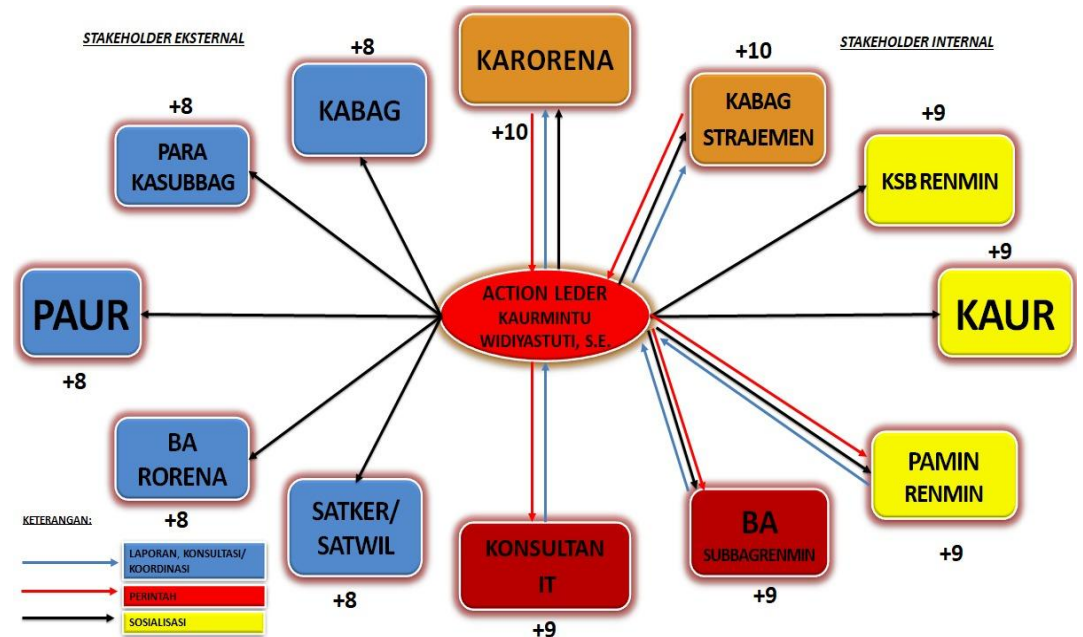 STAKEHOLDER EKSTERNAL
+8
KABAG
KARORENA
+10
+10
KABAG
STRAJEMEN
STAKEHOLDER INTERNAL
+8
PARA
KASUBBAG
+9
KSB RENMIN
PAUR
+8
ACTION LEDER
KAURMINTU
WIDIYASTUTI, S.E.
+9
KAUR
BA
RORENA
+8
SATKER/
SATWIL
+8
KONSULTAN
IT
+9
BA
SUBBAGRENMIN
+9
PAMIN
RENMIN
+9
KETERANGAN:
LAPORAN, KONSULTASI/
KOORDINASI
PERINTAH
SOSIALISASI